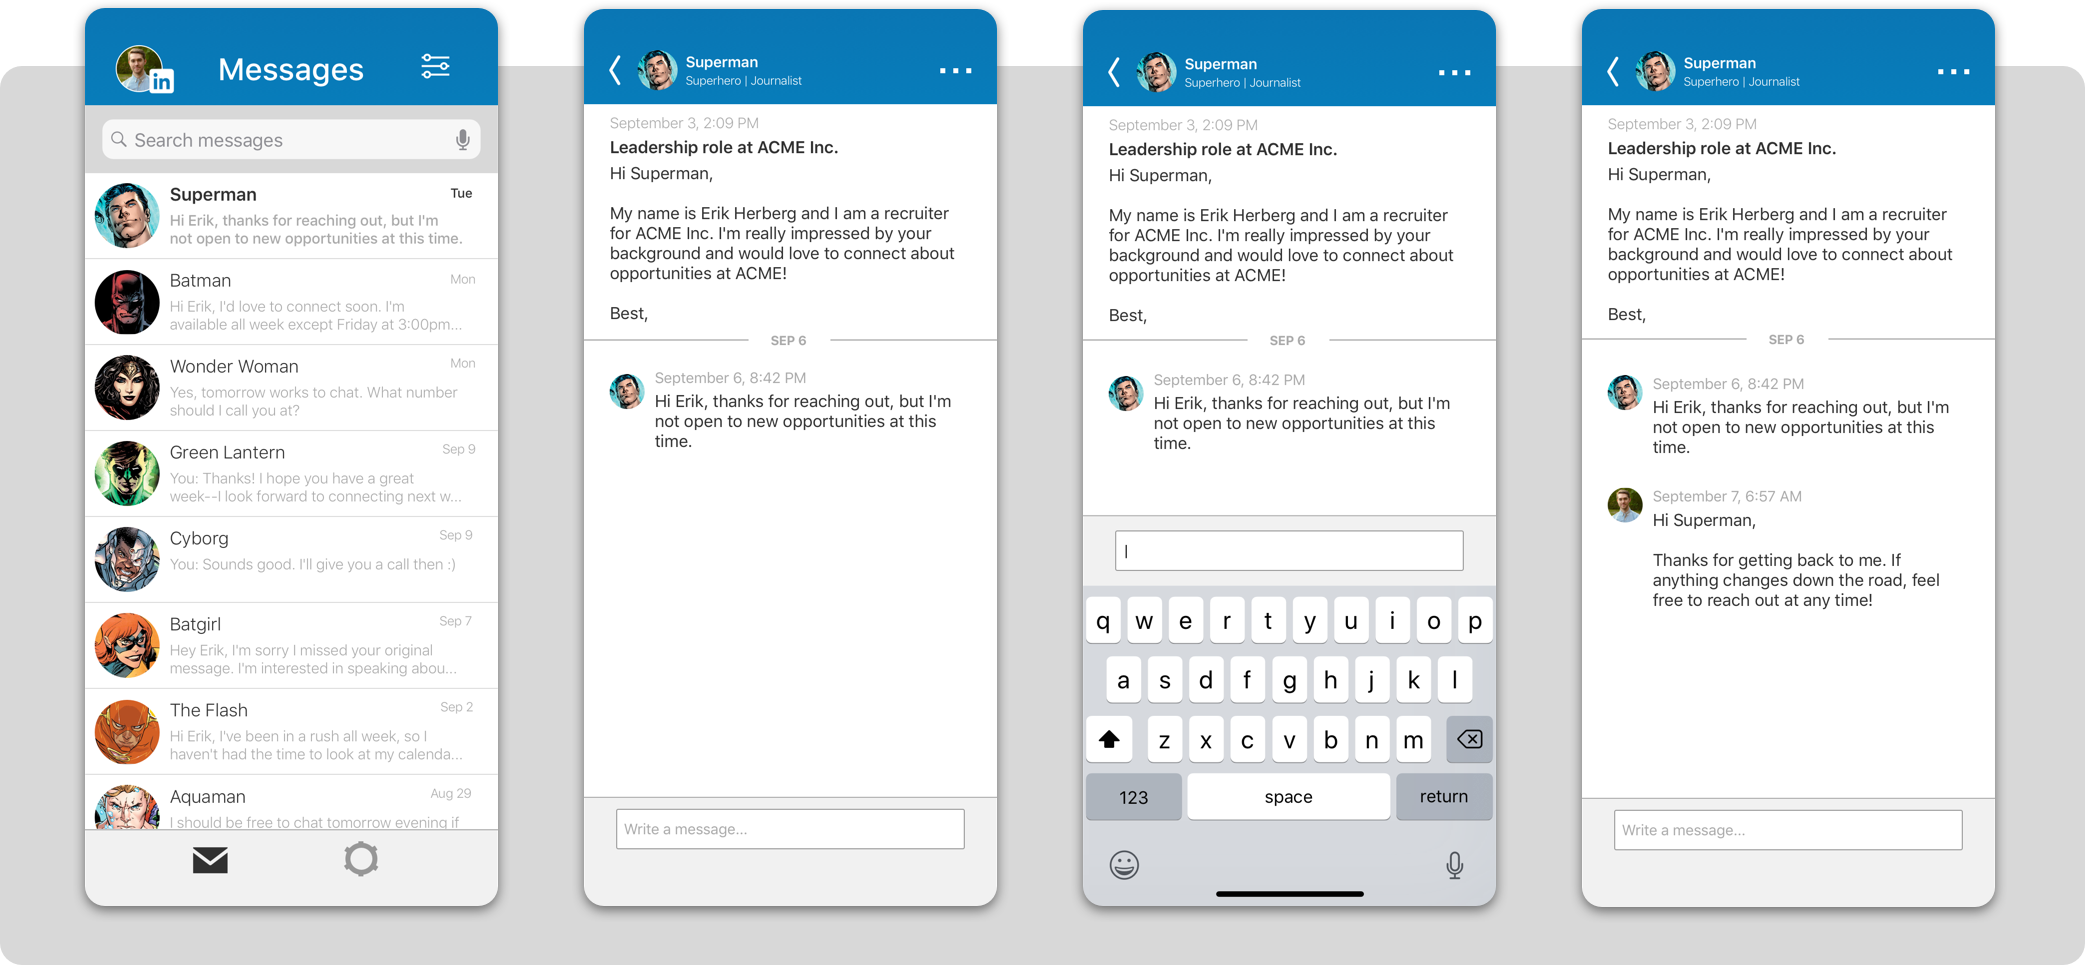 in
Messages
Search messages
Superman
Tue
Hi Erik, thanks for reaching out, but I'm
not open to new opportunities at this time.
Batman
Mon
Hi Erik, I'd love to connect soon. I'm
available all week except Friday at 3:00pm...
Wonder Woman
Mon
Yes, tomorrow works to chat. What number
should I call you at?
Green Lantern
Sep 9
You: Thanks! I hope you have a great
week--I look forward to connecting next w...
Cyborg
Sep 9
You: Sounds good. I'll give you a call then :)
Batgirl
Sep 7
Hey Erik, I'm sorry I missed your original
message. I'm interested in speaking abou...
The Flash
Sep 2
Hi Erik, I've been in a rush all week, so I
haven't had the time to look at my calenda...
Aquaman
Aug 29
I should be free to chat tomorrow evening if
Superman
Superhero | Journalist
September 3, 2:09 PM
Leadership role at ACME Inc.
Hi Superman,
My name is Erik Herberg and I am a recruiter
for ACME Inc. I'm really impressed by your
background and would love to connect about
opportunities at ACME!
Best,
SEP 6
September 6, 8:42 PM
Hi Erik, thanks for reaching out, but I'm
not open to new opportunities at this
time.
Write a message...
Superman
Superhero | Journalist
September 3, 2:09 PM
Leadership role at ACME Inc.
Hi Superman,
My name is Erik Herberg and I am a recruiter
for ACME Inc. I'm really impressed by your
background and would love to connect about
opportunities at ACME!
Best,
SEP 6
September 6, 8:42 PM
Hi Erik, thanks for reaching out, but I'm
not open to new opportunities at this
time.
q w e r t y u i o p
a s d f g h j k l
z x c v b n m
123 space return
Superman
Superhero | Journalist
September 3, 2:09 PM
Leadership role at ACME Inc.
Hi Superman,
My name is Erik Herberg and I am a recruiter
for ACME Inc. I'm really impressed by your
background and would love to connect about
opportunities at ACME!
Best,
SEP 6
September 6, 8:42 PM
Hi Erik, thanks for reaching out, but I'm
not open to new opportunities at this
time.
September 7, 6:57 AM
Hi Superman,
Thanks for getting back to me. If
anything changes down the road, feel
free to reach out at any time!
Write a message...